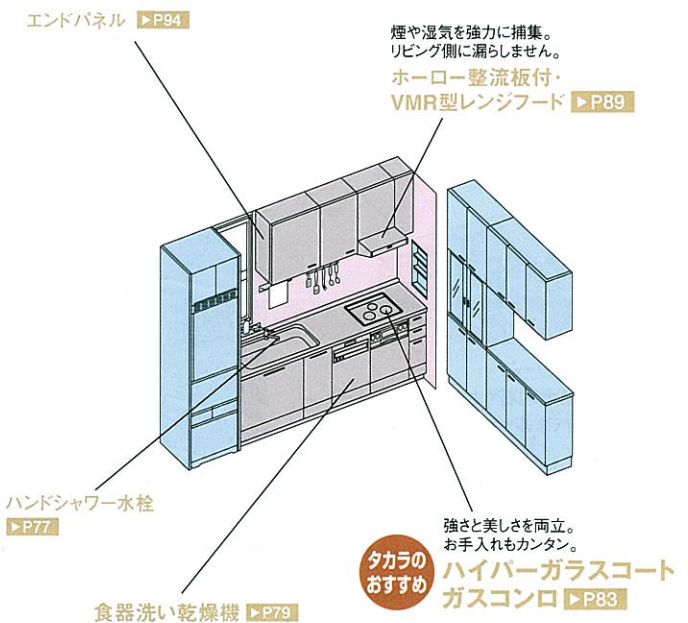 エンドパネル ▶P94
煙や湿気を強力に捕集。
リビング側に漏らしません。
ホーロー整流板付・
VMR型レンジフード ▶P89
ハンドシャワー水栓
▶P77
強さと美しさを両立。
お手入れもカンタン。
タカラの
おすすめ
ハイパーガラスコート
ガスコンロ ▶P83
食器洗い乾燥機 ▶P79